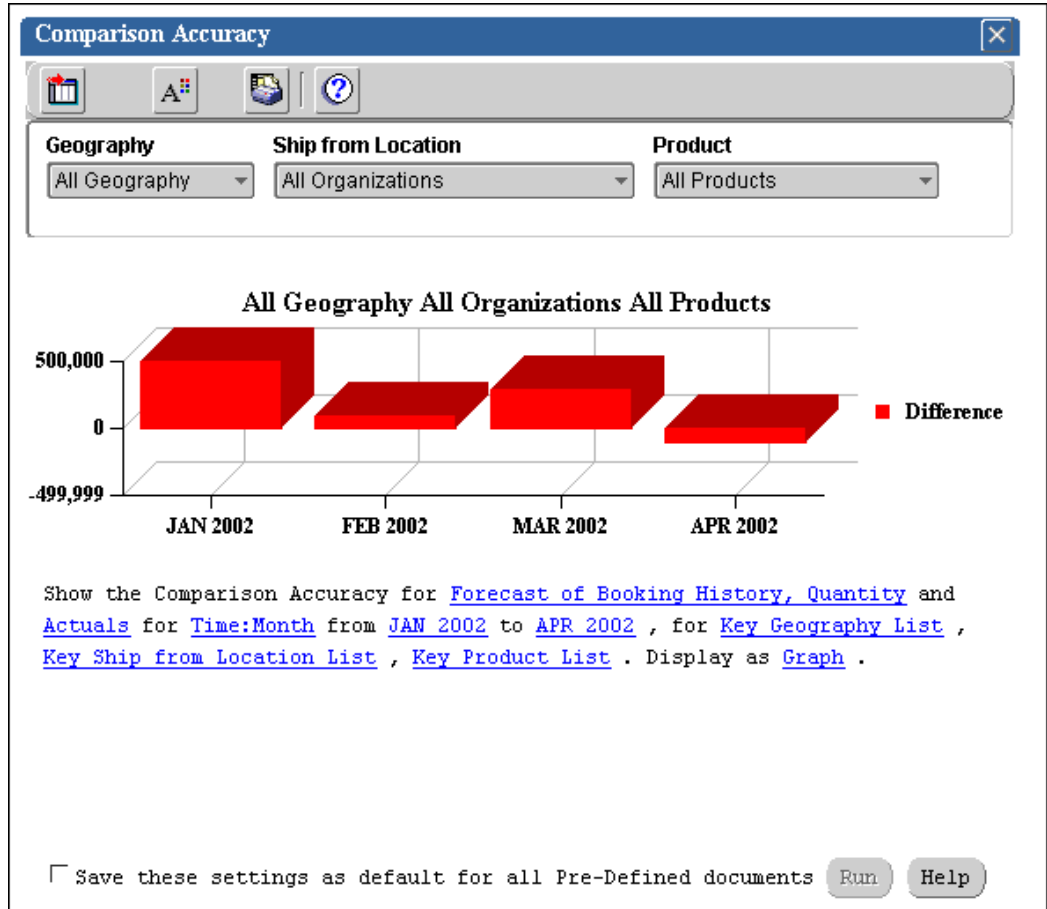 Comparison Accuracy
A
?
Geography Ship from Location Product
All Geography All Organizations All Products
All Geography All Organizations All Products
500,000
0
-499,999
Difference
JAN 2002 FEB 2002 MAR 2002 APR 2002
Show the Comparison Accuracy for Forecast of Booking History, Quantity and
Actuals for Time:Month from JAN 2002 to APR 2002 , for Key Geography List ,
Key Ship from Location List , Key Product List . Display as Graph .
Save these settings as default for all Pre-Defined documents Run Help